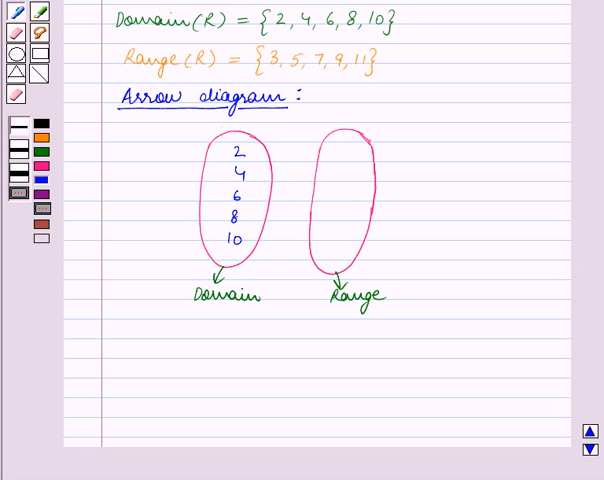 Domain (R) = {2, 4, 6, 8, 10}
Range (R) = {3, 5, 7, 9, 11}
Arrow diagram :
2
4
6
8
10
Domain Range